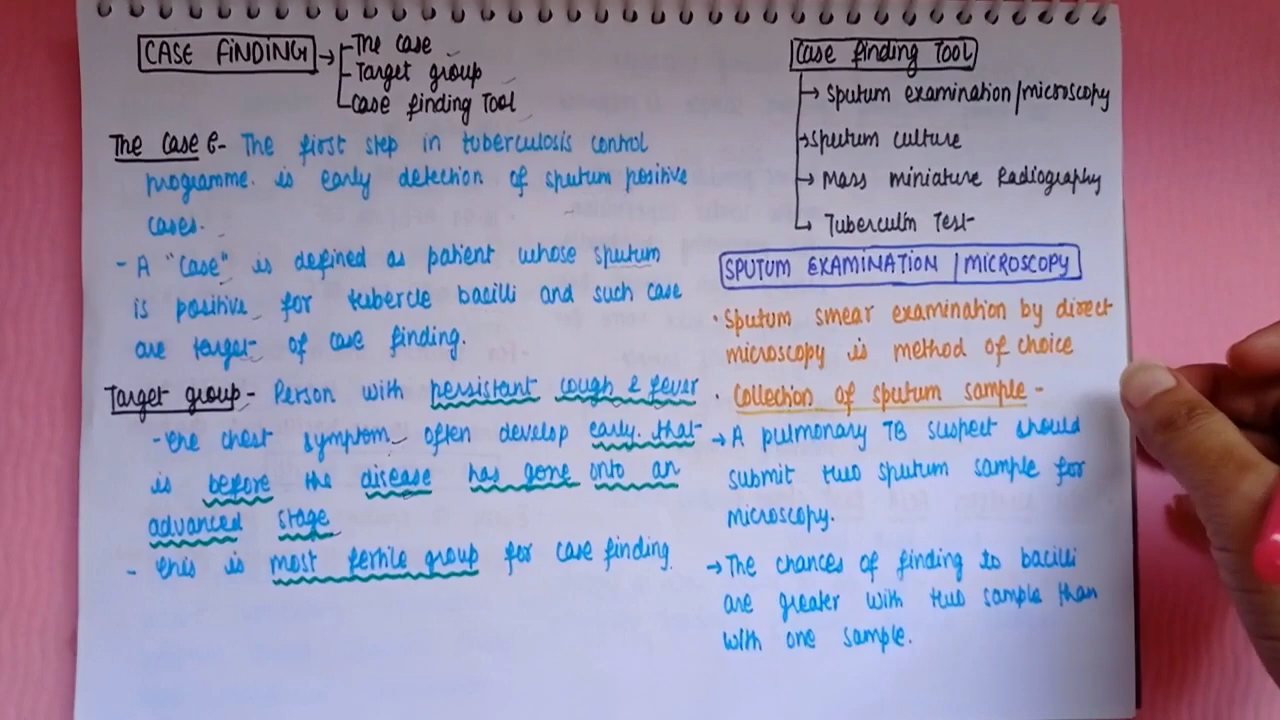 CASE FINDING → The case
Target group
Case finding Tool
The case :- The first step in tuberculosis control
programme. is early detection of sputum positive
cases.
- A "case" is defined as patient whose sputum
is positive for tubercle bacilli and such case
are target of case finding.
Target group - Person with persistant cough & fever
- the chest symptom often develop early that
is before the disease has gone onto an
advanced stage
- this is most fertile group for case finding.
Case finding Tool
→ Sputum examination/microscopy
→ Sputum culture
→ Mass miniature Radiography
→ Tuberculin Test
SPUTUM EXAMINATION / MICROSCOPY
· Sputum smear examination by direct
microscopy is method of choice
· Collection of sputum sample -
→ A pulmonary TB suspect should
submit two sputum sample for
microscopy.
→ The chances of finding to bacilli
are greater with two sample than
with one sample.